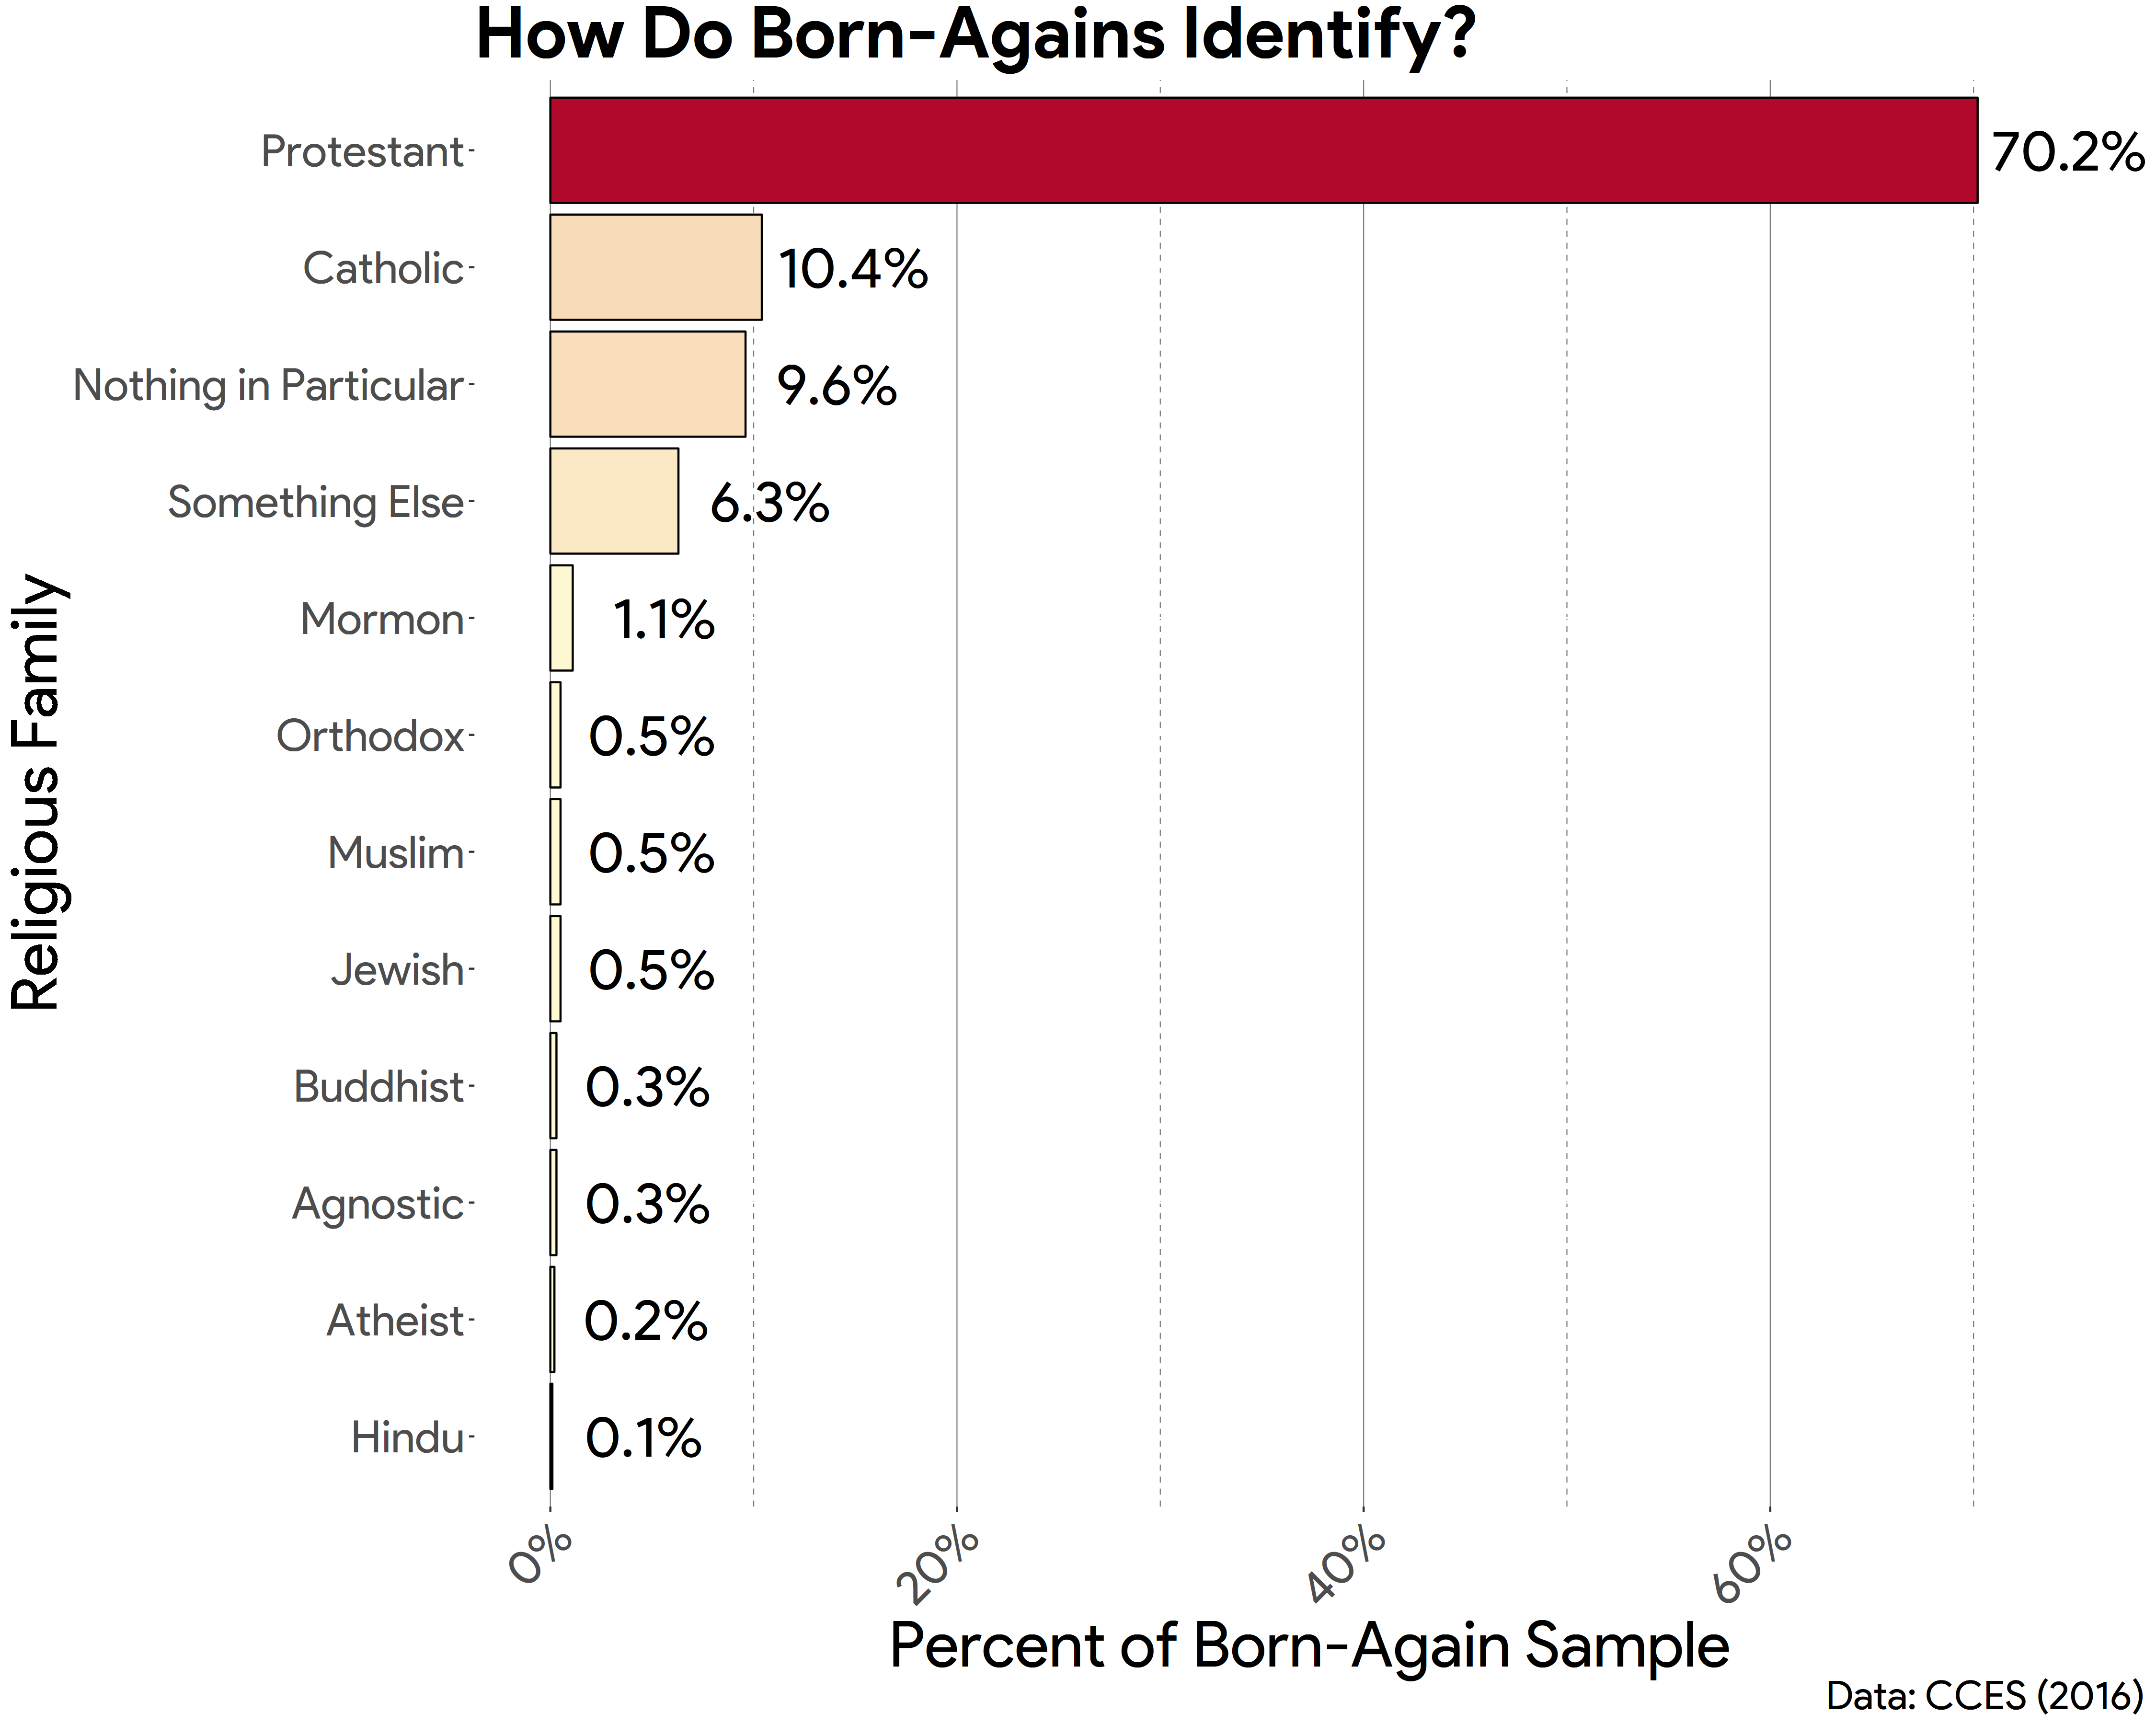 How Do Born-Agains Identify?
Protestant
70.2%
Catholic
10.4%
Nothing in Particular
9.6%
Something Else
6.3%
Mormon
1.1%
Orthodox
0.5%
Muslim
0.5%
Jewish
0.5%
Buddhist
0.3%
Agnostic
0.3%
Atheist
0.2%
Hindu
0.1%
Religious Family
0%
20%
40%
60%
Percent of Born-Again Sample
Data: CCES (2016)